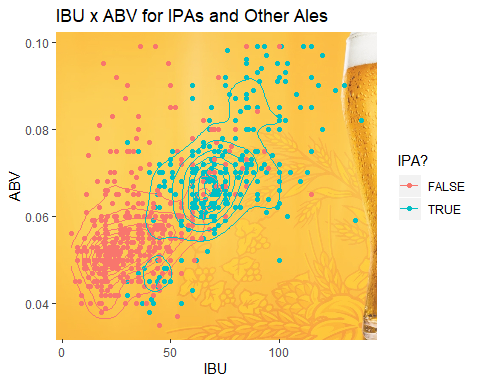 IBU x ABV for IPAs and Other Ales
0.10
0.08
0.06
0.04
ABV
0
50
100
IBU
IPA?
FALSE
TRUE